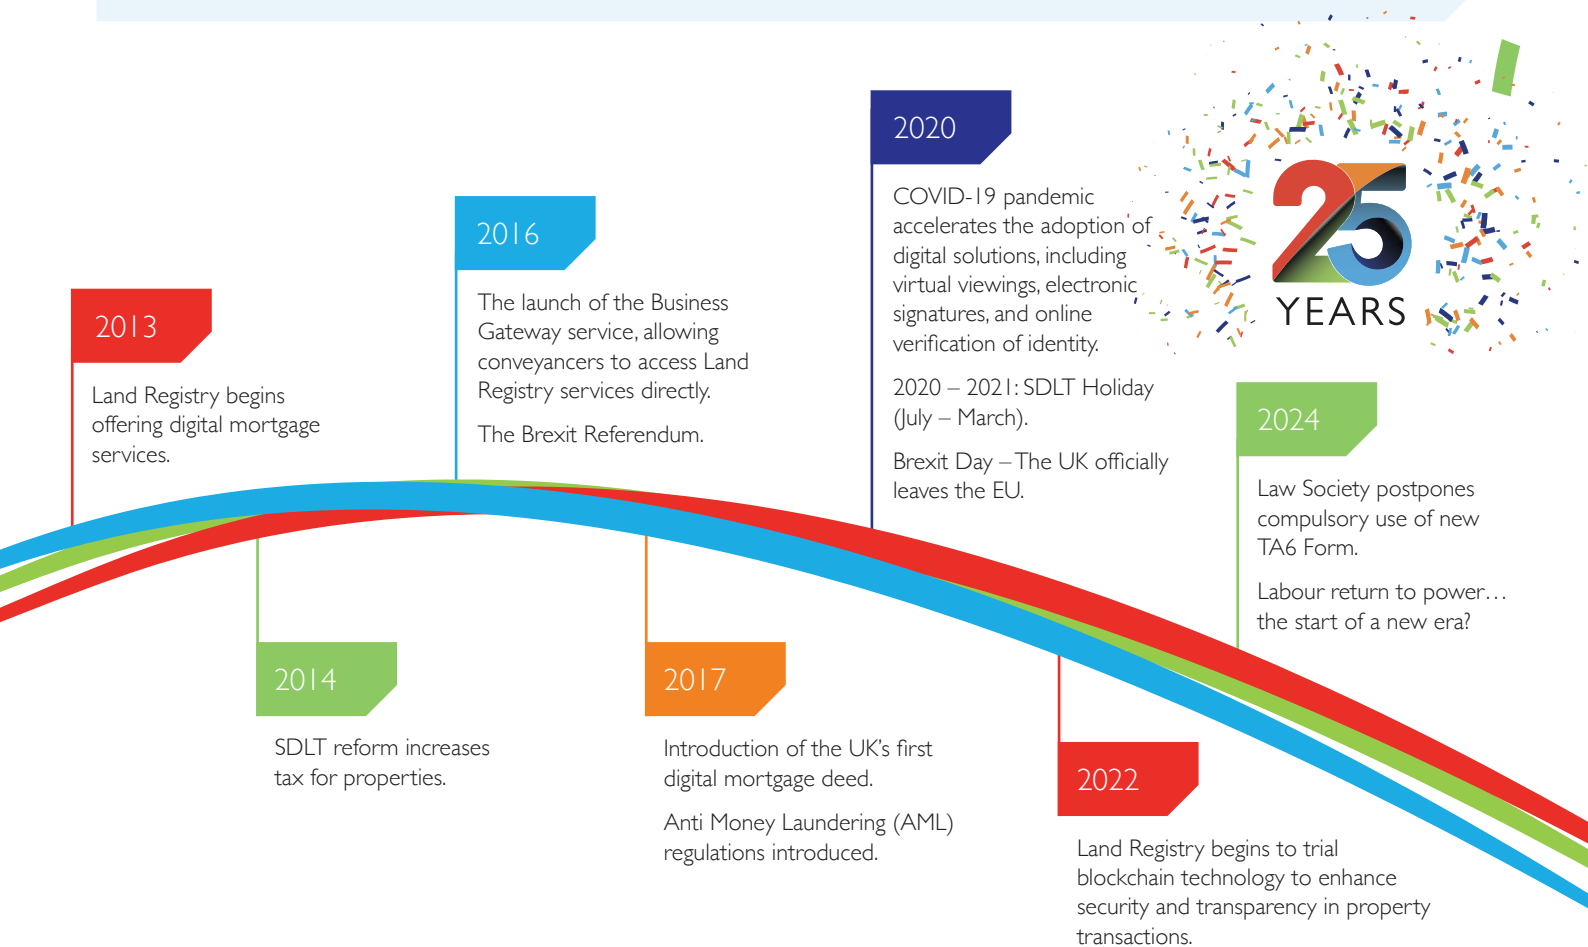 2013
Land Registry begins
offering digital mortgage
services.
2014
SDLT reform increases
tax for properties.
2016
The launch of the Business
Gateway service, allowing
conveyancers to access Land
Registry services directly.
The Brexit Referendum.
2017
Introduction of the UK’s first
digital mortgage deed.
Anti Money Laundering (AML)
regulations introduced.
2020
COVID-19 pandemic
accelerates the adoption of
digital solutions, including
virtual viewings, electronic
signatures, and online
verification of identity.
2020 – 2021: SDLT Holiday
(July – March).
Brexit Day – The UK officially
leaves the EU.
2022
Land Registry begins to trial
blockchain technology to enhance
security and transparency in property
transactions.
25
YEARS
2024
Law Society postpones
compulsory use of new
TA6 Form.
Labour return to power…
the start of a new era?